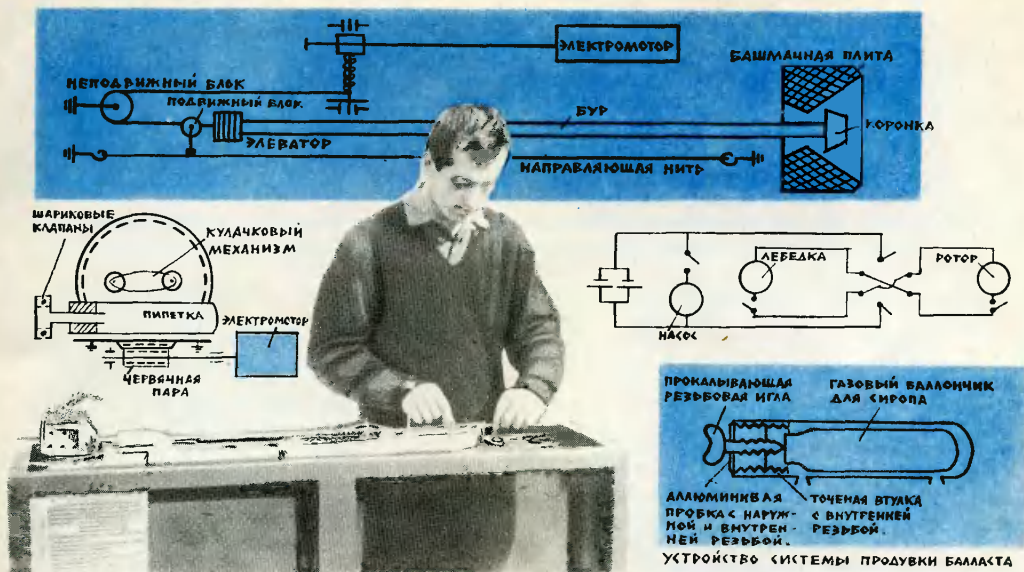 ЭЛЕКТРОМОТОР
БАШМАЧНАЯ ПЛИТА
НЕПОДВИЖНЫЙ БЛОК
ПОДВИЖНЫЙ БЛОК
ЭЛЕВАТОР
БУР
КОРОНКА
НАПРАВЛЯЮЩАЯ НИТЬ
ШАРИКОВЫЕ
КЛАПАНЫ
КУЛАЧКОВЫЙ
МЕХАНИЗМ
ПИПЕТКА
ЭЛЕКТРОМОТОР
ЧЕРВЯЧНАЯ
ПАРА
ЛЕБЕДКА
РОТОР
НАСОС
ПРОКАЛЫВАЮЩАЯ
РЕЗЬБОВАЯ ИГЛА
ГАЗОВЫЙ БАЛЛОНЧИК
ДЛЯ СИРОПА
АЛЛЮМИНИВАЯ
ПРОБКА С НАРУЖ-
НОЙ И ВНУТРЕН-
НЕЙ РЕЗЬБОЙ.
ТОЧЕНАЯ ВТУЛКА
С ВНУТРЕННЕЙ
РЕЗЬБОЙ.
УСТРОЙСТВО СИСТЕМЫ ПРОДУВКИ БАЛЛАСТА